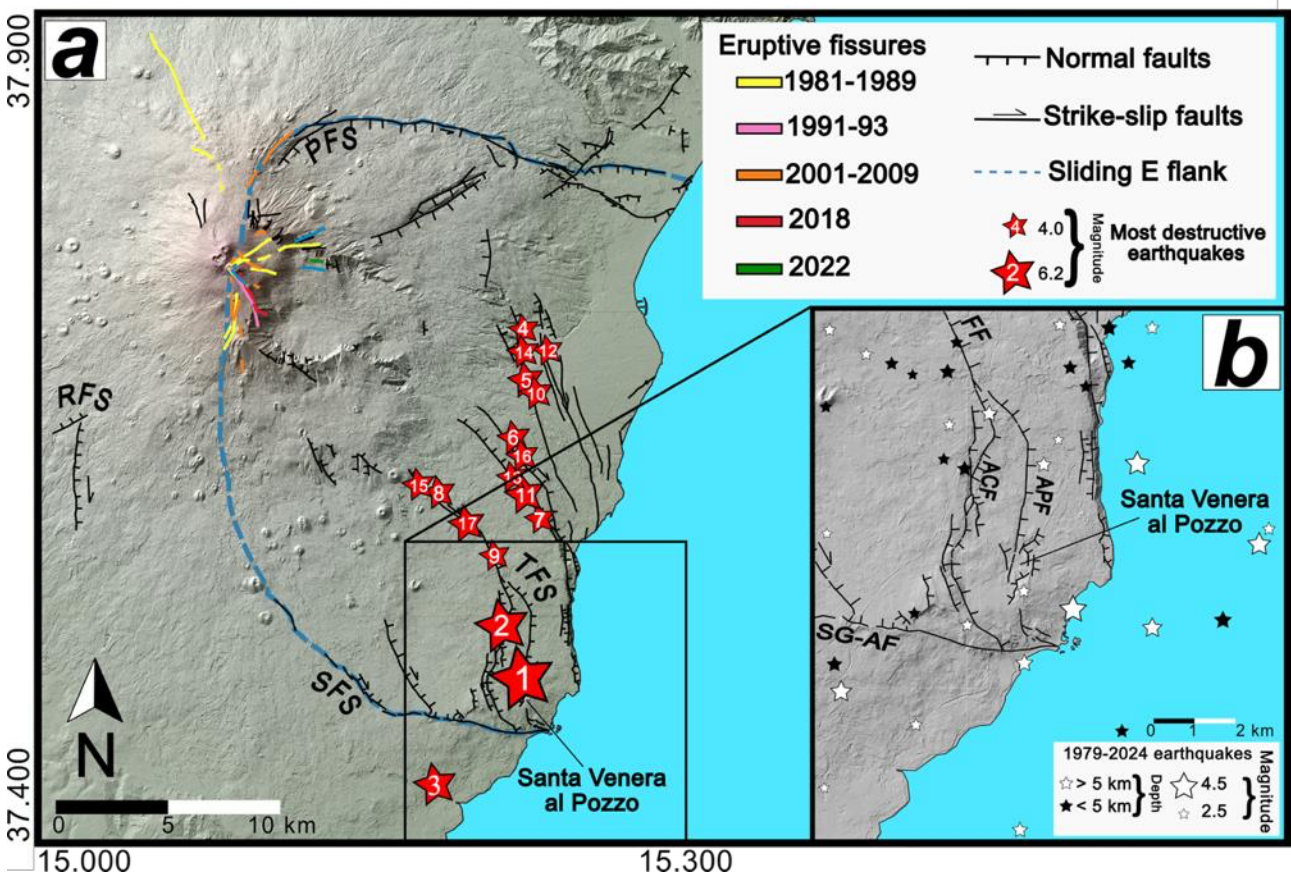 37.900
37.400
15.000
15.300
a
Eruptive fissures
1981-1989
1991-93
2001-2009
2018
2022
Normal faults
Strike-slip faults
Sliding E flank
4
4.0
2
6.2
Magnitude
Most destructive
earthquakes
PFS
RFS
4
14
12
5
10
6
16
13
11
15
8
7
17
9
TFS
2
1
SFS
3
Santa Venera
al Pozzo
N
0 5 10 km
b
FF
ACF
APF
Santa Venera
al Pozzo
SG-AF
0 1 2 km
1979-2024 earthquakes
> 5 km
< 5 km
Depth
4.5
2.5
Magnitude